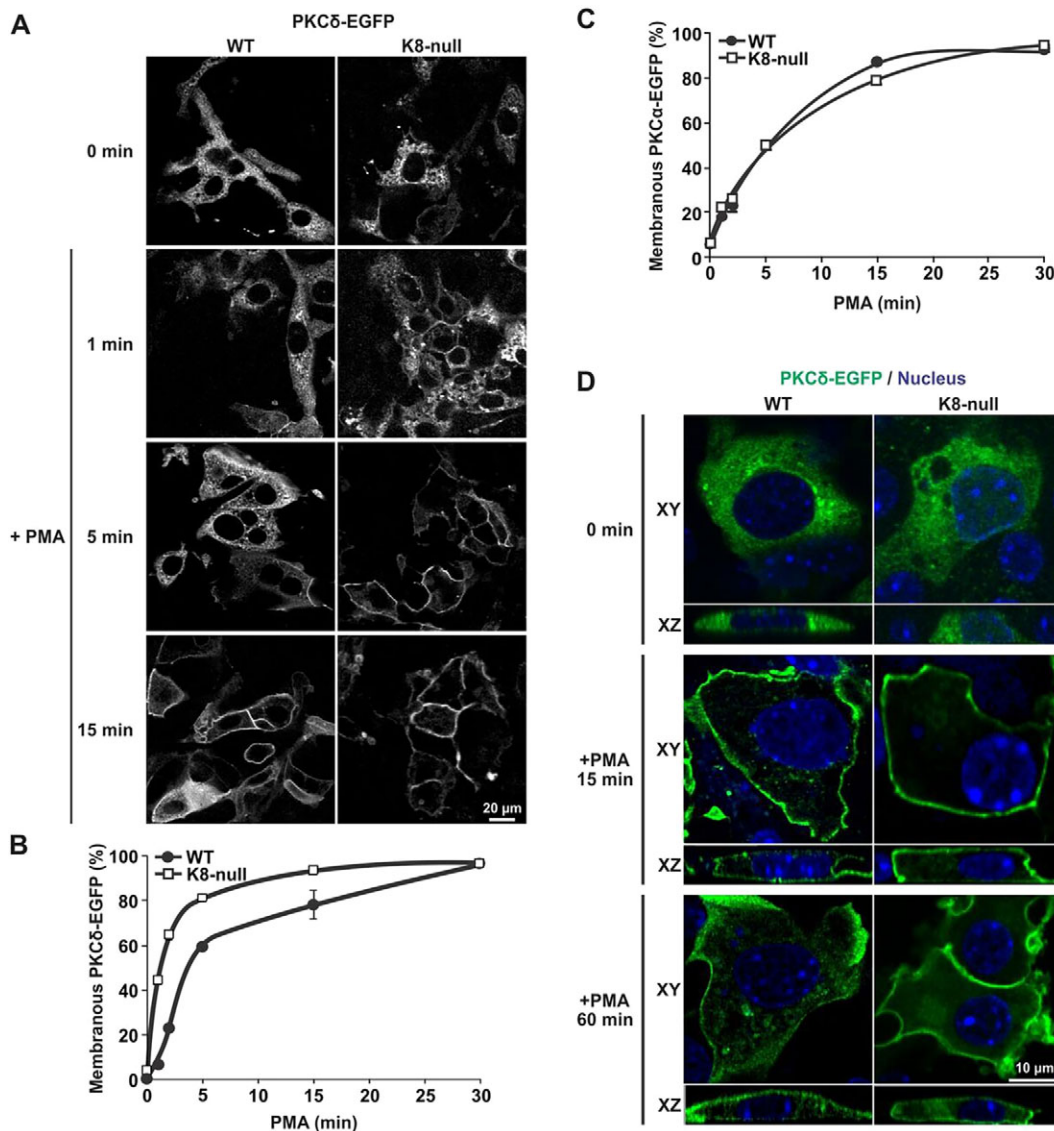 A
PKCδ-EGFP
WT K8-null
0 min
1 min
+ PMA 5 min
15 min
20 µm
B
WT
K8-null
Membranous PKCδ-EGFP (%)
100
80
60
40
20
0
0 5 10 15 20 25 30
PMA (min)
C
WT
K8-null
Membranous PKCα-EGFP (%)
100
80
60
40
20
0
0 5 10 15 20 25 30
PMA (min)
D
PKCδ-EGFP / Nucleus
WT K8-null
0 min
XY
XZ
+PMA
15 min
XY
XZ
+PMA
60 min
XY
10 µm
XZ